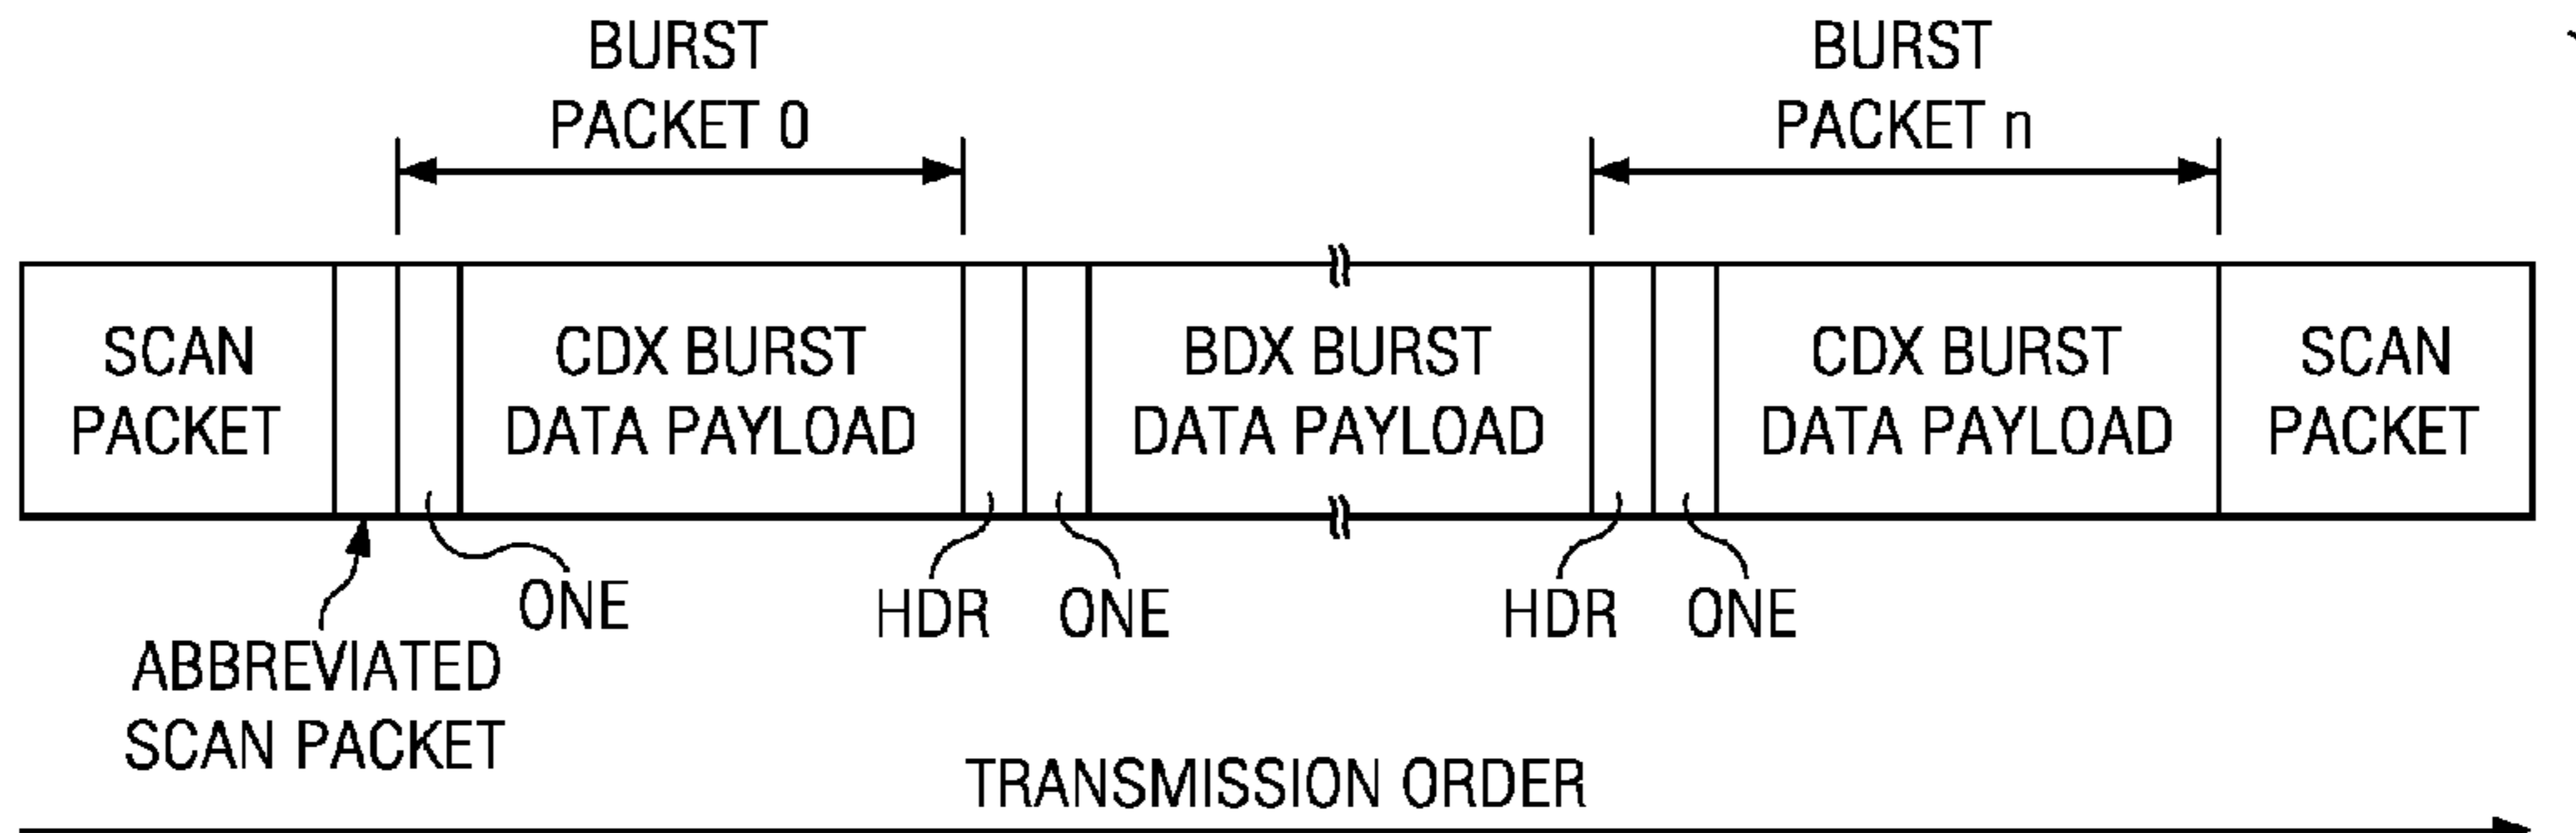 BURST
PACKET 0
BURST
PACKET n
SCAN
PACKET
CDX BURST
DATA PAYLOAD
BDX BURST
DATA PAYLOAD
CDX BURST
DATA PAYLOAD
SCAN
PACKET
ONE
HDR
ONE
HDR
ONE
ABBREVIATED
SCAN PACKET
TRANSMISSION ORDER